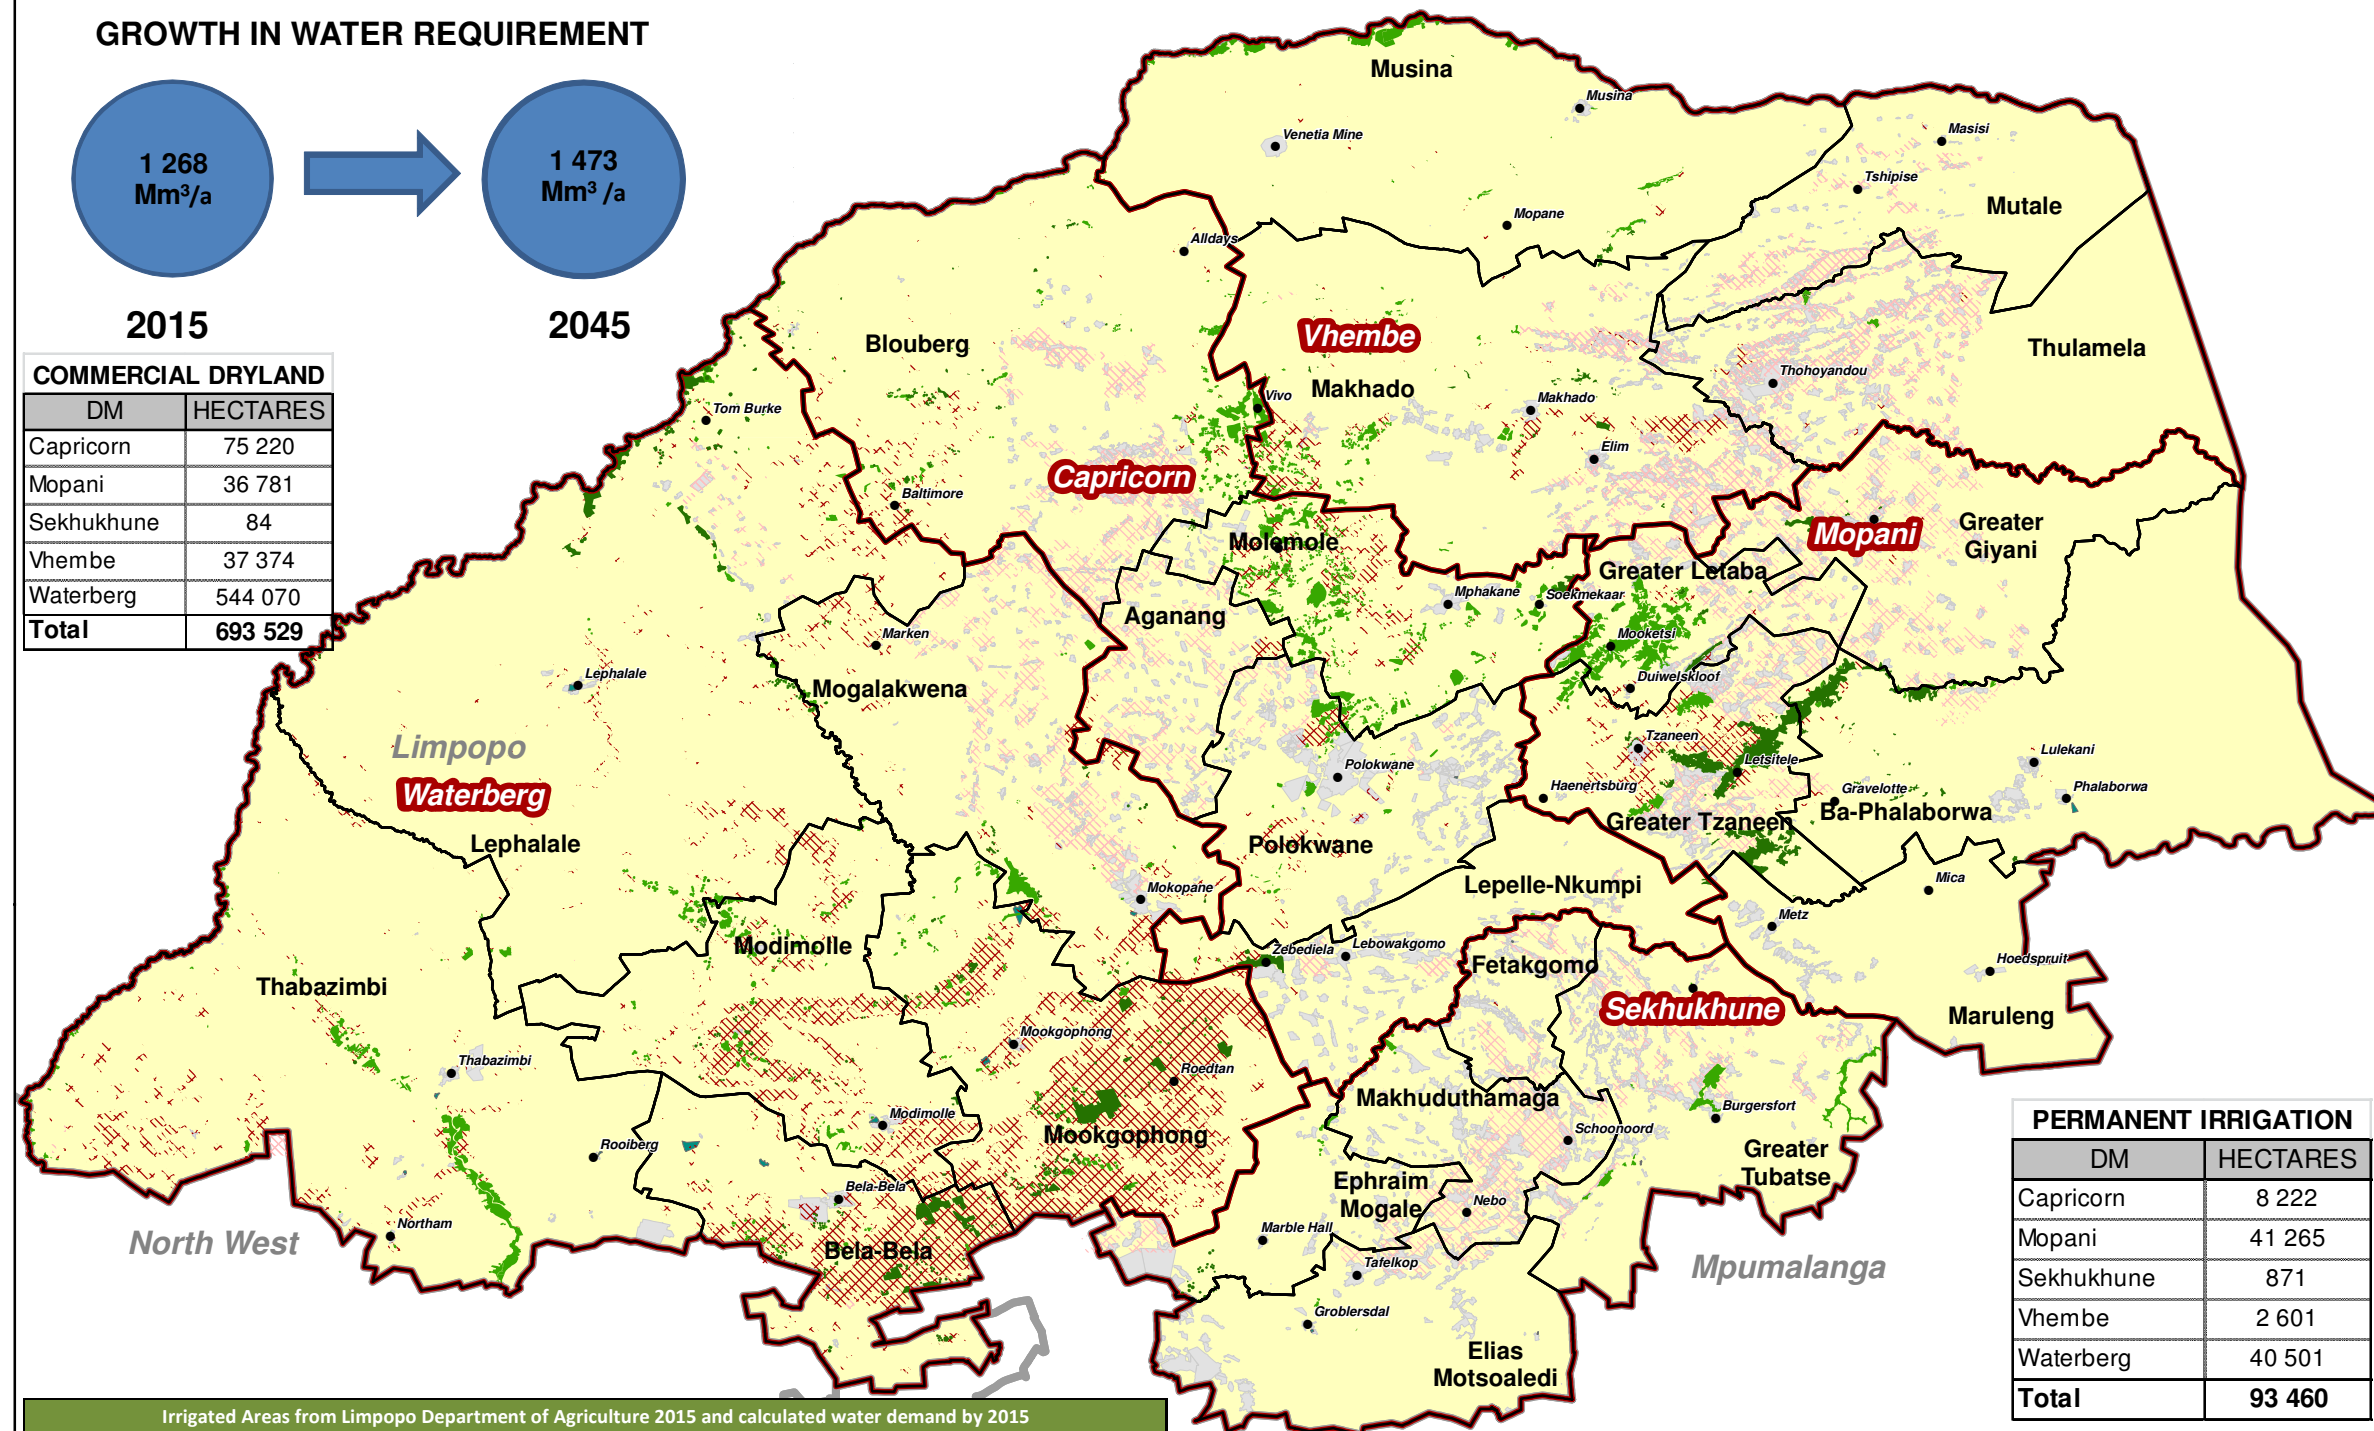 GROWTH IN WATER REQUIREMENT
1 268
Mm³/a
1 473
Mm³ /a
2015
2045
COMMERCIAL DRYLAND
DM HECTARES
Capricorn 75 220
Mopani 36 781
Sekhukhune 84
Vhembe 37 374
Waterberg 544 070
Total 693 529
Musina
Musina
Venetia Mine
Masisi
Tshipise
Mutale
Mopane
Alldays
Blouberg
Vhembe
Makhado
Thulamela
Thohoyandou
Tom Burke
Vivo
Makhado
Elim
Capricorn
Baltimore
Molemole
Mopani
Greater
Giyani
Greater Letaba
Aganang
Mphakane
Soekmekaar
Marken
Mooketsi
Lephalale
Mogalakwena
Duiwelskloof
Limpopo
Waterberg
Tzaneen
Letsitele
Lulekani
Polokwane
Haenertsburg
Gravelotte
Phalaborwa
Ba-Phalaborwa
Greater Tzaneen
Lephalale
Polokwane
Mokopane
Lepelle-Nkumpi
Mica
Metz
Modimolle
Zebediela
Lebowakgomo
Fetakgomo
Hoedspruit
Thabazimbi
Sekhukhune
Maruleng
Mookgophong
Thabazimbi
Roedtan
Makhuduthamaga
Burgersfort
Modimolle
Mookgophong
Schoonoord
Rooiberg
Greater
Tubatse
Ephraim
Mogale
Bela-Bela
Nebo
Northam
Marble Hall
North West
Bela-Bela
Tafelkop
Mpumalanga
Groblersdal
Elias
Motsoaledi
PERMANENT IRRIGATION
DM HECTARES
Capricorn 8 222
Mopani 41 265
Sekhukhune 871
Vhembe 2 601
Waterberg 40 501
Total 93 460
Irrigated Areas from Limpopo Department of Agriculture 2015 and calculated water demand by 2015